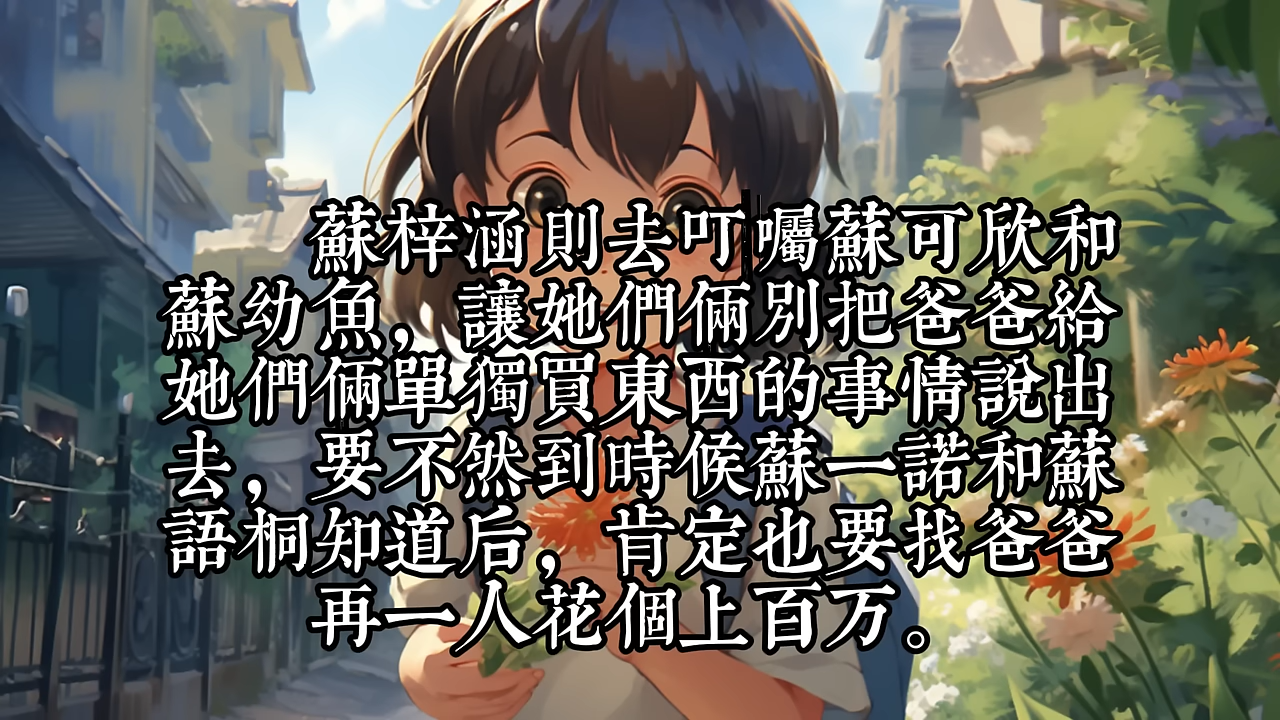 蘇梓涵則去叮囑蘇可欣和
蘇幼魚，讓她們倆別把爸爸給
她們倆單獨買東西的事情說出
去，要不然到時候蘇一諾和蘇
語桐知道后，肯定也要找爸爸
再一人花個上百万。